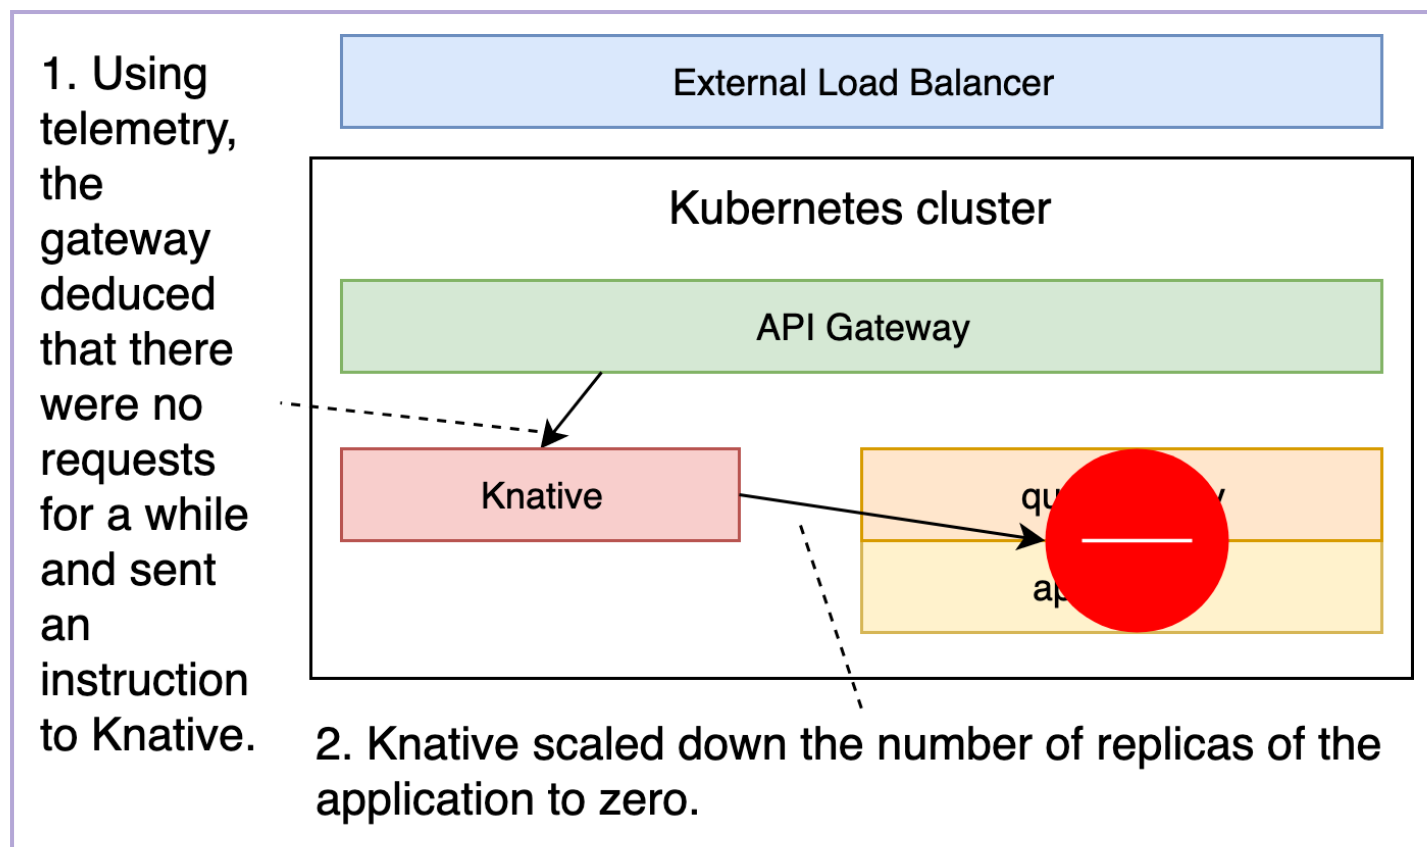 1. Using
telemetry,
the
gateway
deduced
that there
were no
requests
for a while
and sent
an
instruction
to Knative.
External Load Balancer
Kubernetes cluster
API Gateway
Knative
2. Knative scaled down the number of replicas of the
application to zero.